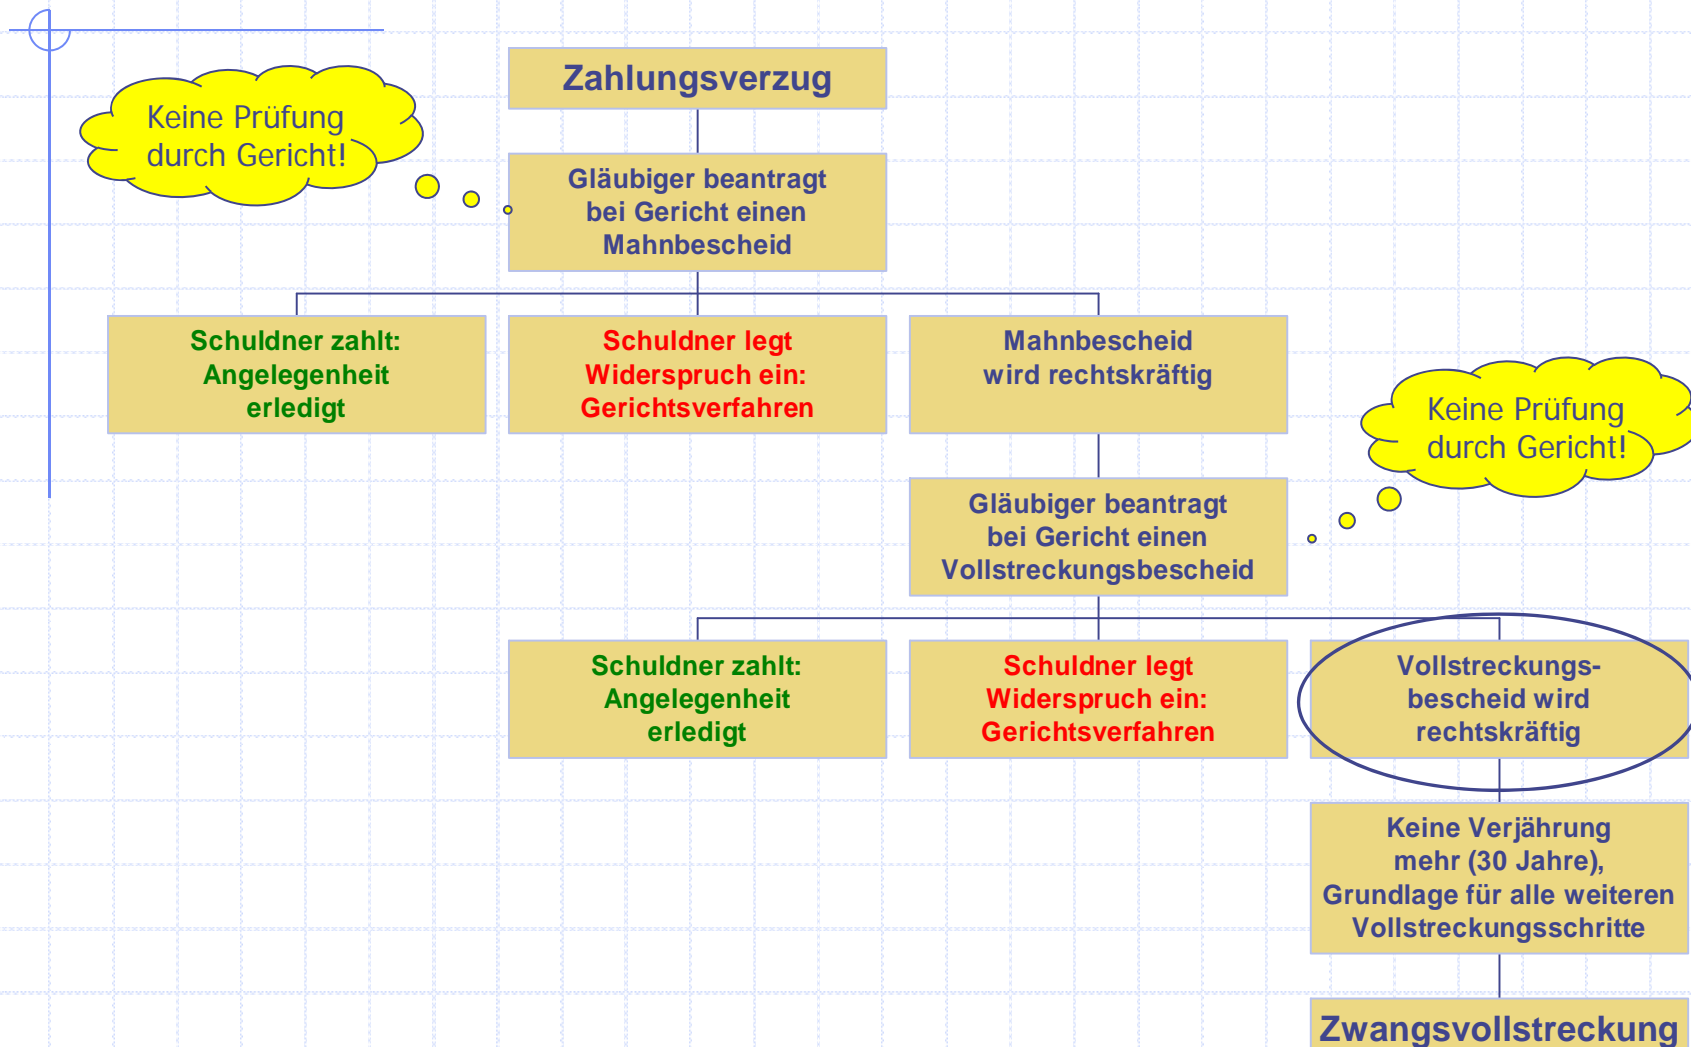 Zahlungsverzug
Keine Prüfung
durch Gericht!
Gläubiger beantragt
bei Gericht einen
Mahnbescheid
Schuldner zahlt:
Angelegenheit
erledigt
Schuldner legt
Widerspruch ein:
Gerichtsverfahren
Mahnbescheid
wird rechtskräftig
Keine Prüfung
durch Gericht!
Gläubiger beantragt
bei Gericht einen
Vollstreckungsbescheid
Schuldner zahlt:
Angelegenheit
erledigt
Schuldner legt
Widerspruch ein:
Gerichtsverfahren
Vollstreckungs-
bescheid wird
rechtskräftig
Keine Verjährung
mehr (30 Jahre),
Grundlage für alle weiteren
Vollstreckungsschritte
Zwangsvollstreckung